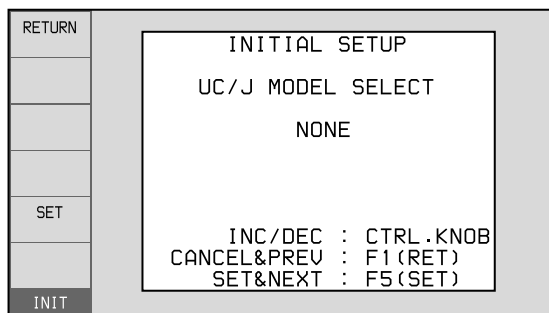 RETURN
SET
INIT
INITIAL SETUP
UC/J MODEL SELECT
NONE
INC/DEC : CTRL.KNOB
CANCEL&PREV : F1(RET)
SET&NEXT : F5(SET)